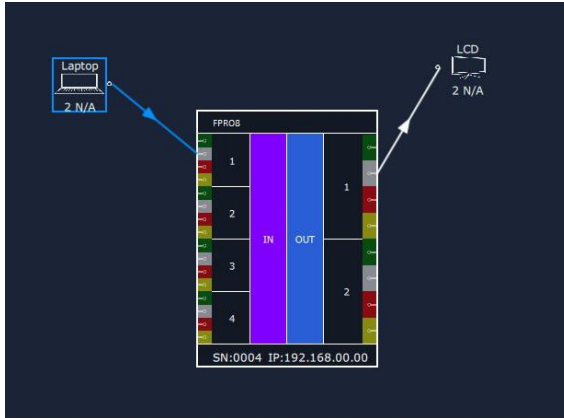 Laptop
2 N/A
LCD
2 N/A
FPRO8
1
2
3
4
IN
OUT
1
2
SN:0004 IP:192.168.00.00